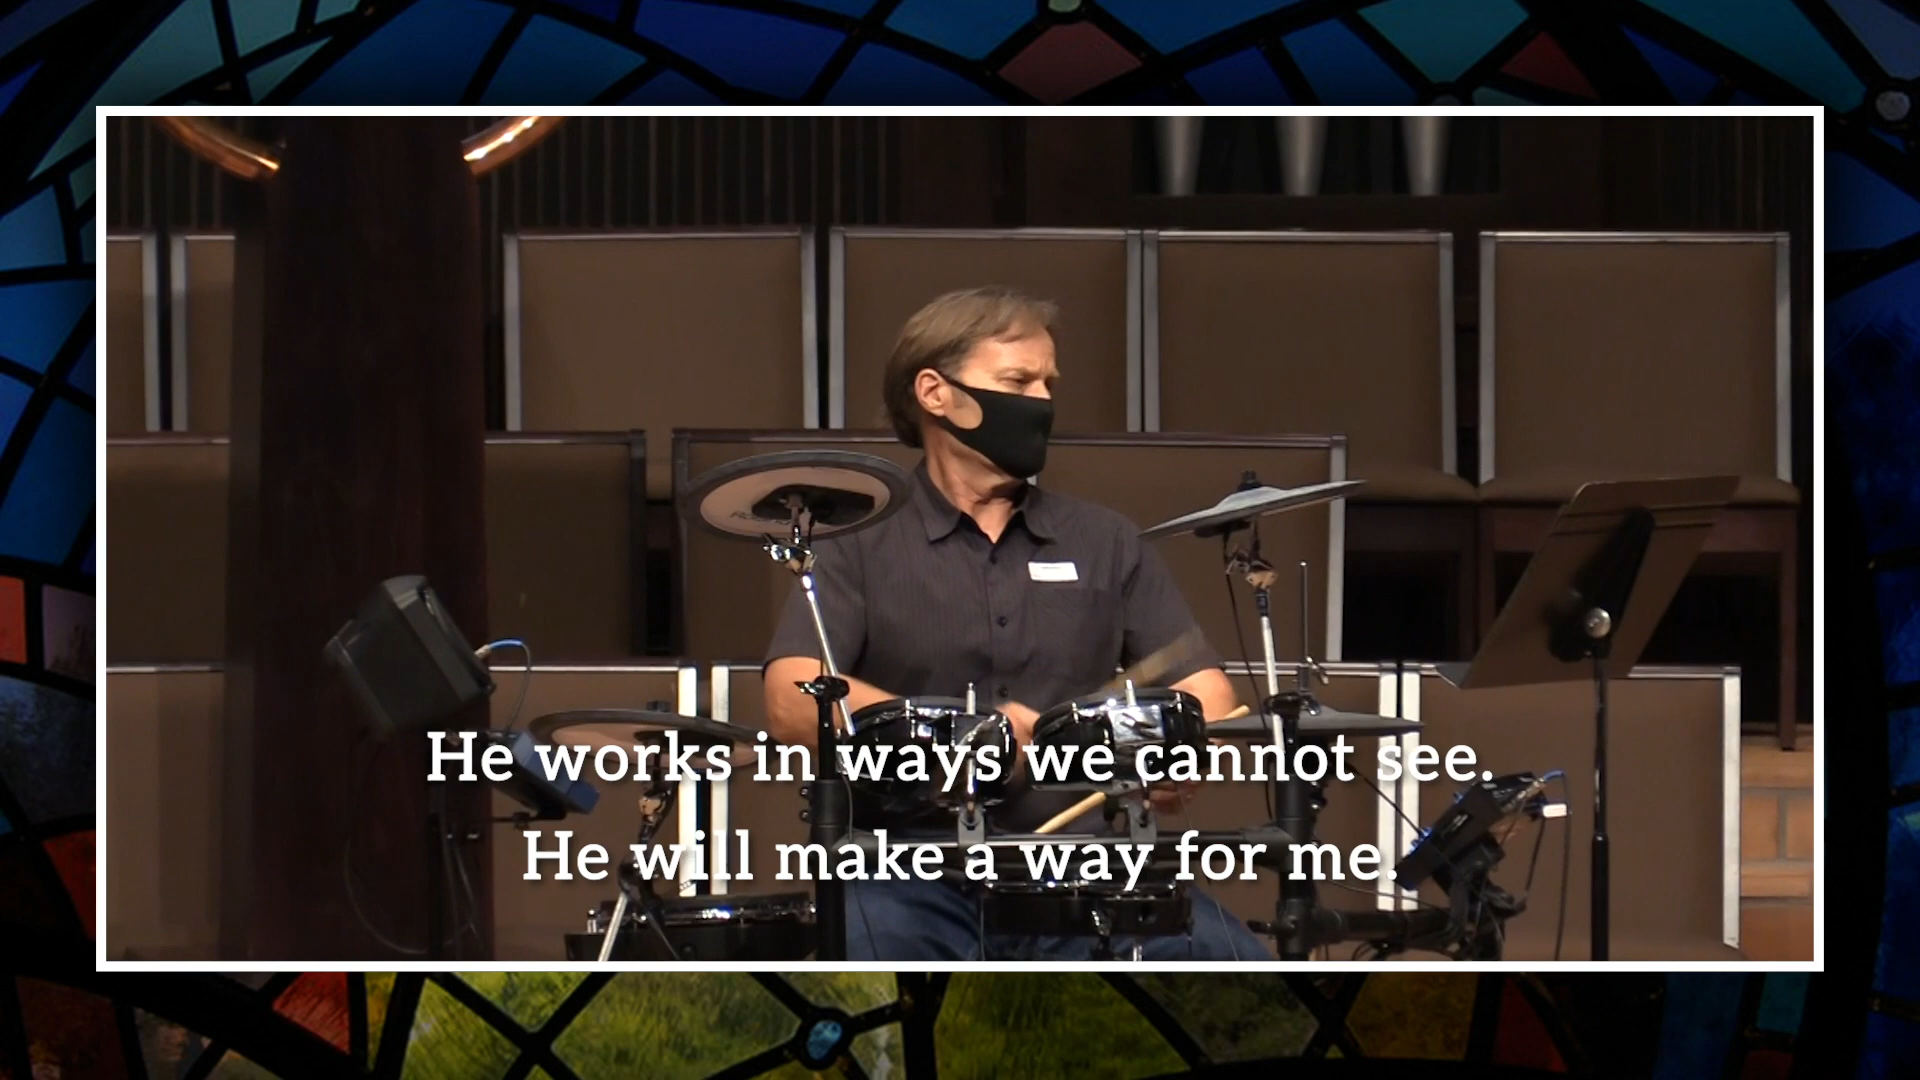 He works in ways we cannot see.
He will make a way for me.